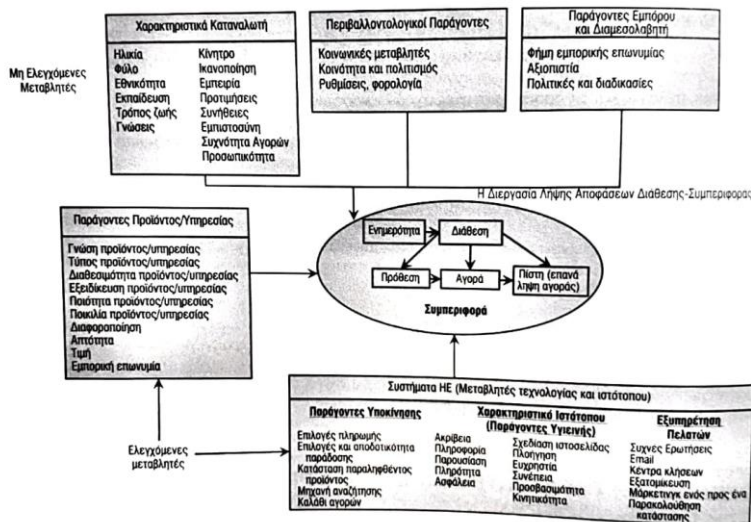 Μη Ελεγχόμενες
Μεταβλητές
Χαρακτηριστικά Καταναλωτή
Ηλικία
Φύλο
Εθνικότητα
Εκπαίδευση
Τρόπος ζωής
Γνώσεις
Κίνητρο
Ικανοποίηση
Εμπειρία
Προτιμήσεις
Συνήθειες
Εμπιστοσύνη
Συχνότητα Αγορών
Προσωπικότητα
Περιβαλλοντολογικοί Παράγοντες
Κοινωνικές μεταβλητές
Κοινότητα και πολιτισμός
Ρυθμίσεις, φορολογία
Παράγοντες Εμπόρου
και Διαμεσολαβητή
Φήμη εμπορικής επωνυμίας
Αξιοπιστία
Πολιτικές και διαδικασίες
Η Διεργασία Λήψης Αποφάσεων Διάθεσης-Συμπεριφοράς
Ενημερότητα
Διάθεση
Πρόθεση
Αγορά
Πίστη (επανά
ληψη αγοράς)
Συμπεριφορά
Παράγοντες Προϊόντος/Υπηρεσίας
Γνώση προϊόντος/υπηρεσίας
Τύπος προϊόντος/υπηρεσίας
Διαθεσιμότητα προϊόντος/υπηρεσίας
Εξειδίκευση προϊόντος/υπηρεσίας
Ποιότητα προϊόντος/υπηρεσίας
Ποικιλία προϊόντος/υπηρεσίας
Διαφοροποίηση
Απτότητα
Τιμή
Εμπορική επωνυμία
Ελεγχόμενες
μεταβλητές
Συστήματα ΗΕ (Μεταβλητές τεχνολογίας και ιστότοπου)
Παράγοντες Υποκίνησης
Επιλογές πληρωμής
Επιλογές και αποδοτικότητα
παράδοσης
Κατάσταση παραληφθέντος
προϊόντος
Μηχανή αναζήτησης
Καλάθι αγορών
Χαρακτηριστικά Ιστότοπου
(Παράγοντες Υγιεινής)
Ακρίβεια
Πληροφορία
Παρουσίαση
Πληρότητα
Ασφάλεια
Σχεδίαση ιστοσελίδας
Πλοήγηση
Ευχρηστία
Συνέπεια
Προσβασιμότητα
Κινητικότητα
Εξυπηρέτηση
Πελατών
Συχνες Ερωτήσεις
Email
Κέντρα κλήσεων
Εξατομίκευση
Μάρκετινγκ ενός προς ένα
Παρακολούθηση
κατάστασης